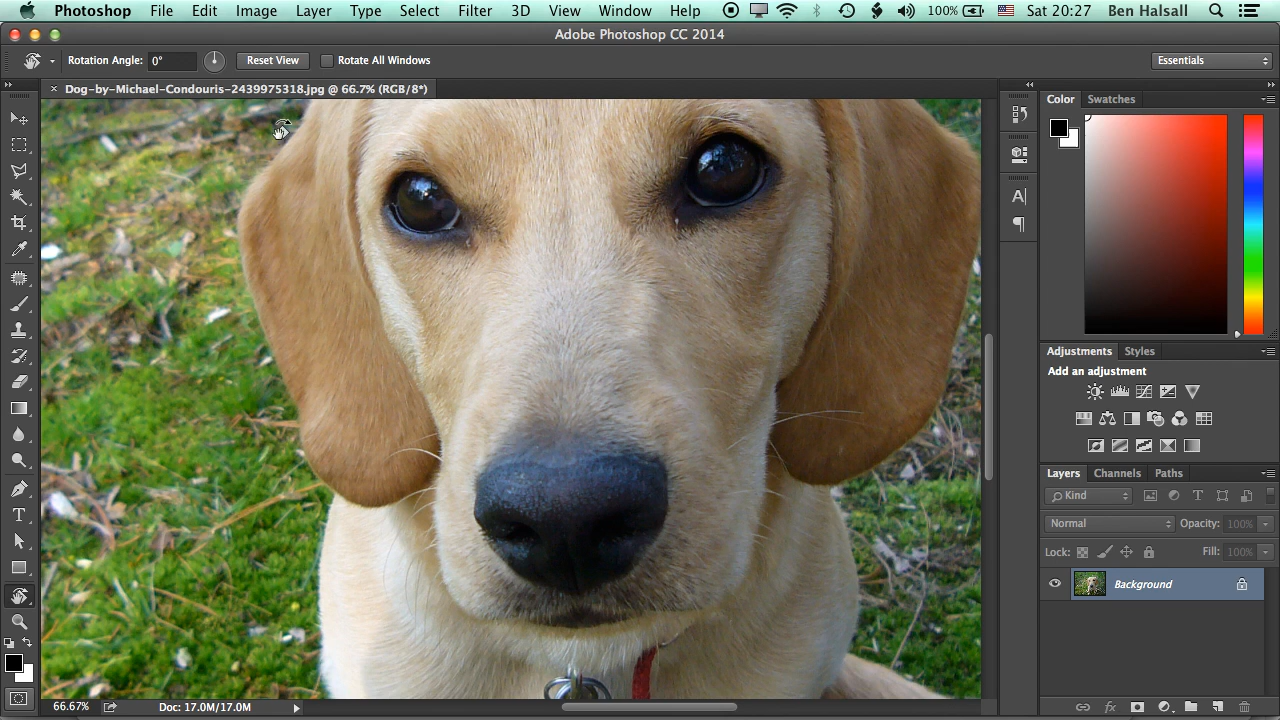 Photoshop File Edit Image Layer Type Select Filter 3D View Window Help 100% Sat 20:27 Ben Halsall
Adobe Photoshop CC 2014
Rotation Angle: 0° Reset View Rotate All Windows Essentials
× Dog-by-Michael-Condouris-2439975318.jpg @ 66.7% (RGB/8*)
Color Swatches
Adjustments Styles
Add an adjustment
Layers Channels Paths
Kind
Normal Opacity: 100%
Lock: Fill: 100%
Background
66.67% Doc: 17.0M/17.0M